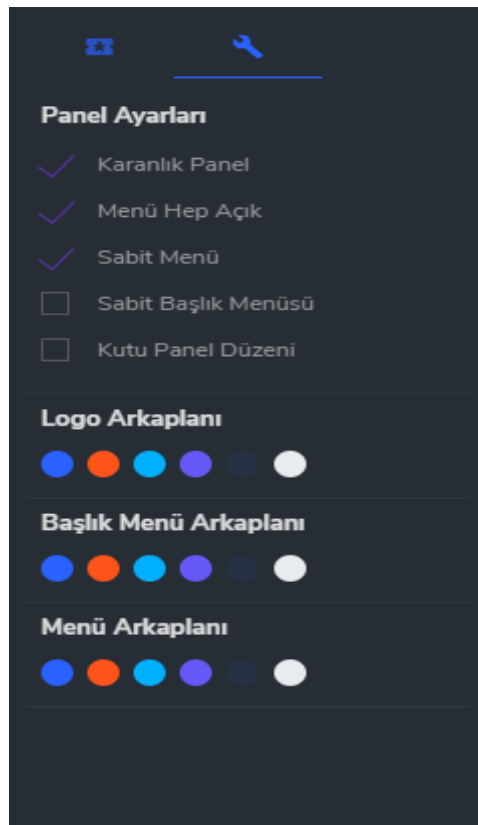 Panel Ayarları
Karanlık Panel
Menü Hep Açık
Sabit Menü
Sabit Başlık Menüsü
Kutu Panel Düzeni
Logo Arkaplanı
Başlık Menü Arkaplanı
Menü Arkaplanı